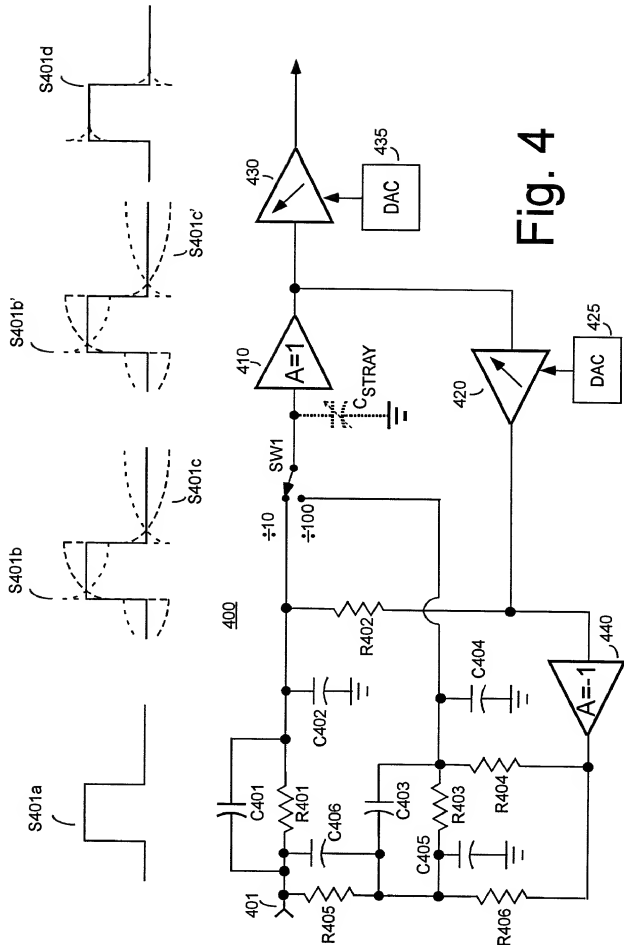 S401a
S401b
S401c
S401b'
S401c'
S401d
400
401
C401
R401
C402
C406
R405
C403
R403
C405
R406
C404
R404
R402
÷10
÷100
SW1
CSTRAY
410
A=1
430
435
DAC
420
425
DAC
440
A=-1
Fig. 4